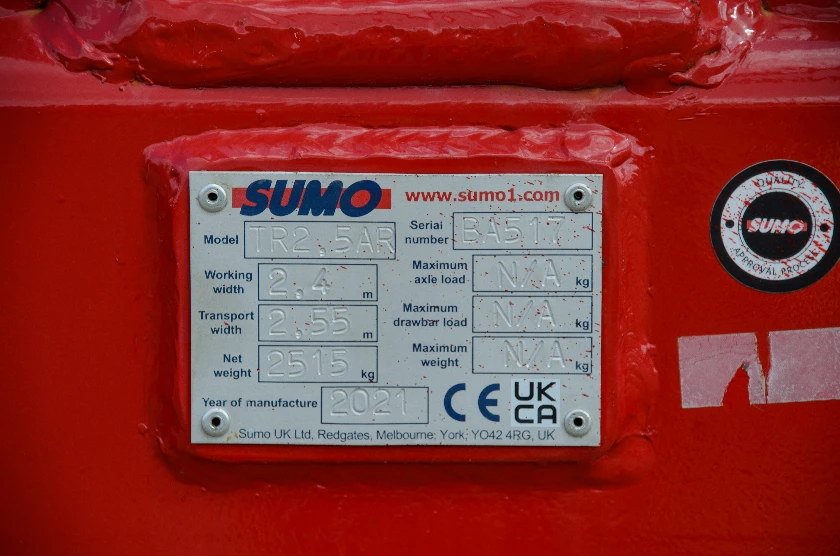 SUMO www.sumo1.com
Model TR2,5AR Serial number BA517
Working width 2,4 m Maximum axle load N/A kg
Transport width 2,55 m Maximum drawbar load N/A kg
Net weight 2515 kg Maximum weight N/A kg
Year of manufacture 2021 CE UK CA
Sumo UK Ltd, Redgates, Melbourne, York, YO42 4RG, UK
QUALITY
SUMO
APPROVAL